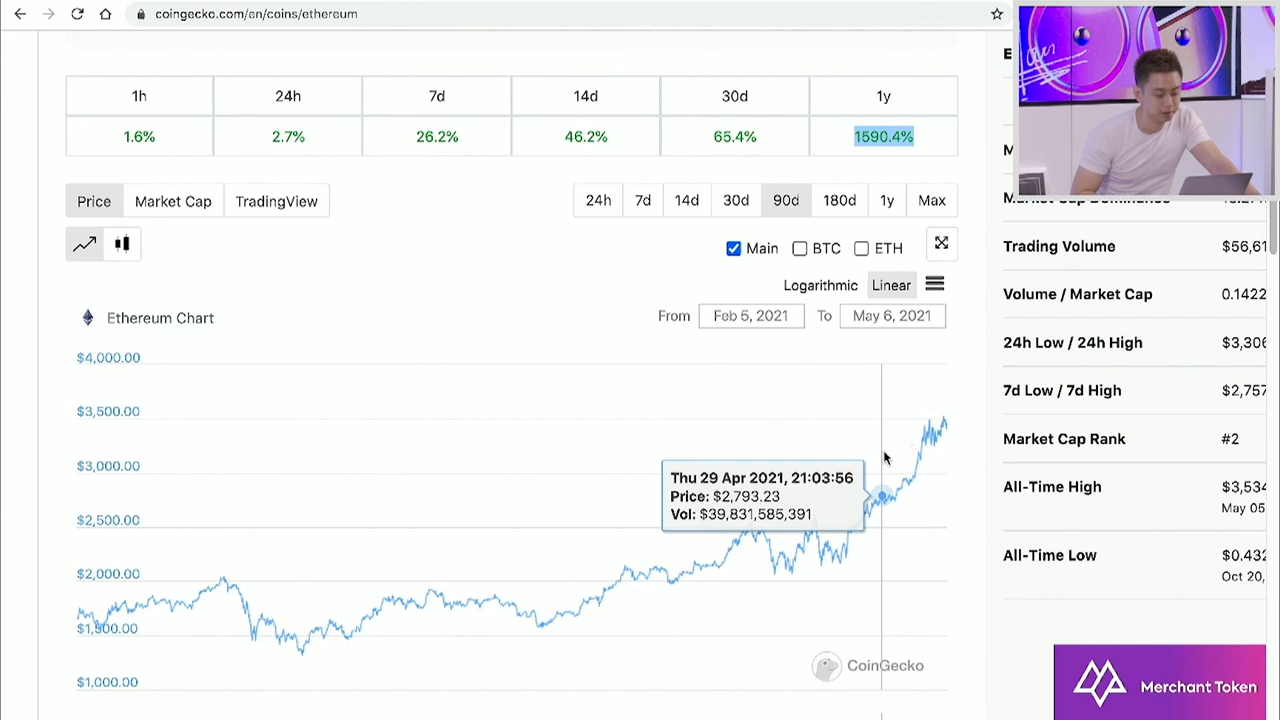 coingecko.com/en/coins/ethereum
1h 24h 7d 14d 30d 1y
1.6% 2.7% 26.2% 46.2% 65.4% 1590.4%
Price Market Cap TradingView 24h 7d 14d 30d 90d 180d 1y Max
Main BTC ETH
Logarithmic Linear
Ethereum Chart From Feb 5, 2021 To May 6, 2021
$4,000.00
$3,500.00
$3,000.00
$2,500.00
$2,000.00
$1,500.00
$1,000.00
Thu 29 Apr 2021, 21:03:56
Price: $2,793.23
Vol: $39,831,585,391
CoinGecko
Trading Volume $56,61
Volume / Market Cap 0.1422
24h Low / 24h High $3,306
7d Low / 7d High $2,757
Market Cap Rank #2
All-Time High $3,534
May 05
All-Time Low $0.432
Oct 20,
Merchant Token